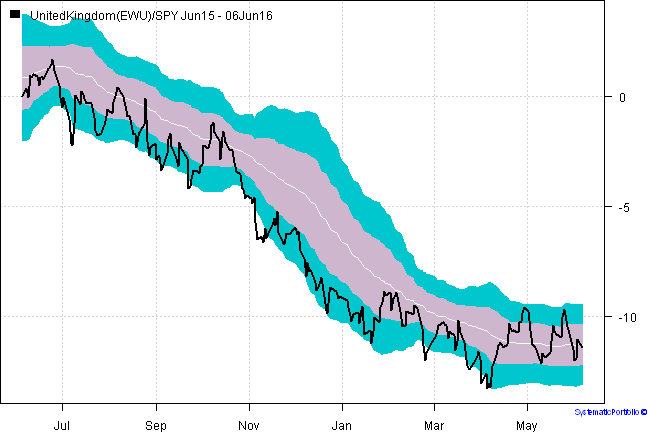 UnitedKingdom(EWU)/SPY Jun15 - 06Jun16
0
-5
-10
Jul Sep Nov Jan Mar May
SystematicPortfolio ©